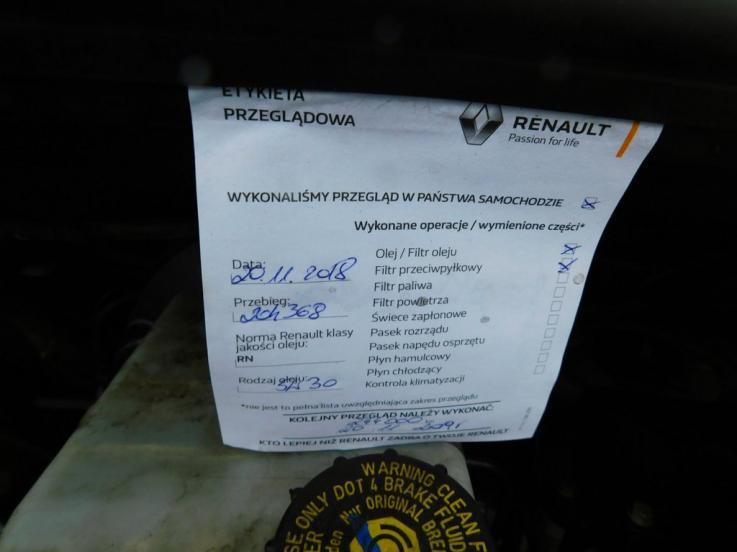 ETYKIETA
PRZEGLĄDOWA
RENAULT
Passion for life
WYKONALIŚMY PRZEGLĄD W PAŃSTWA SAMOCHODZIE
Wykonane operacje / wymienione części*
Olej / Filtr oleju
Filtr przeciwpyłkowy
Filtr paliwa
Filtr powietrza
Świece zapłonowe
Pasek rozrządu
Pasek napędu osprzętu
Płyn hamulcowy
Płyn chłodzący
Kontrola klimatyzacji
Data:
20.11.2018
Przebieg:
204368
Norma Renault klasy
jakości oleju:
RN
Rodzaj oleju:
5W30
*nie jest to pełna lista uwzględniająca zakres przeglądu
KOLEJNY PRZEGLĄD NALEŻY WYKONAĆ:
KTO LEPIEJ NIŻ RENAULT ZADBA O TWOJE RENAULT
WARNING CLEAN
USE ONLY DOT 4 BRAKE FLUID
Nur ORIGINAL